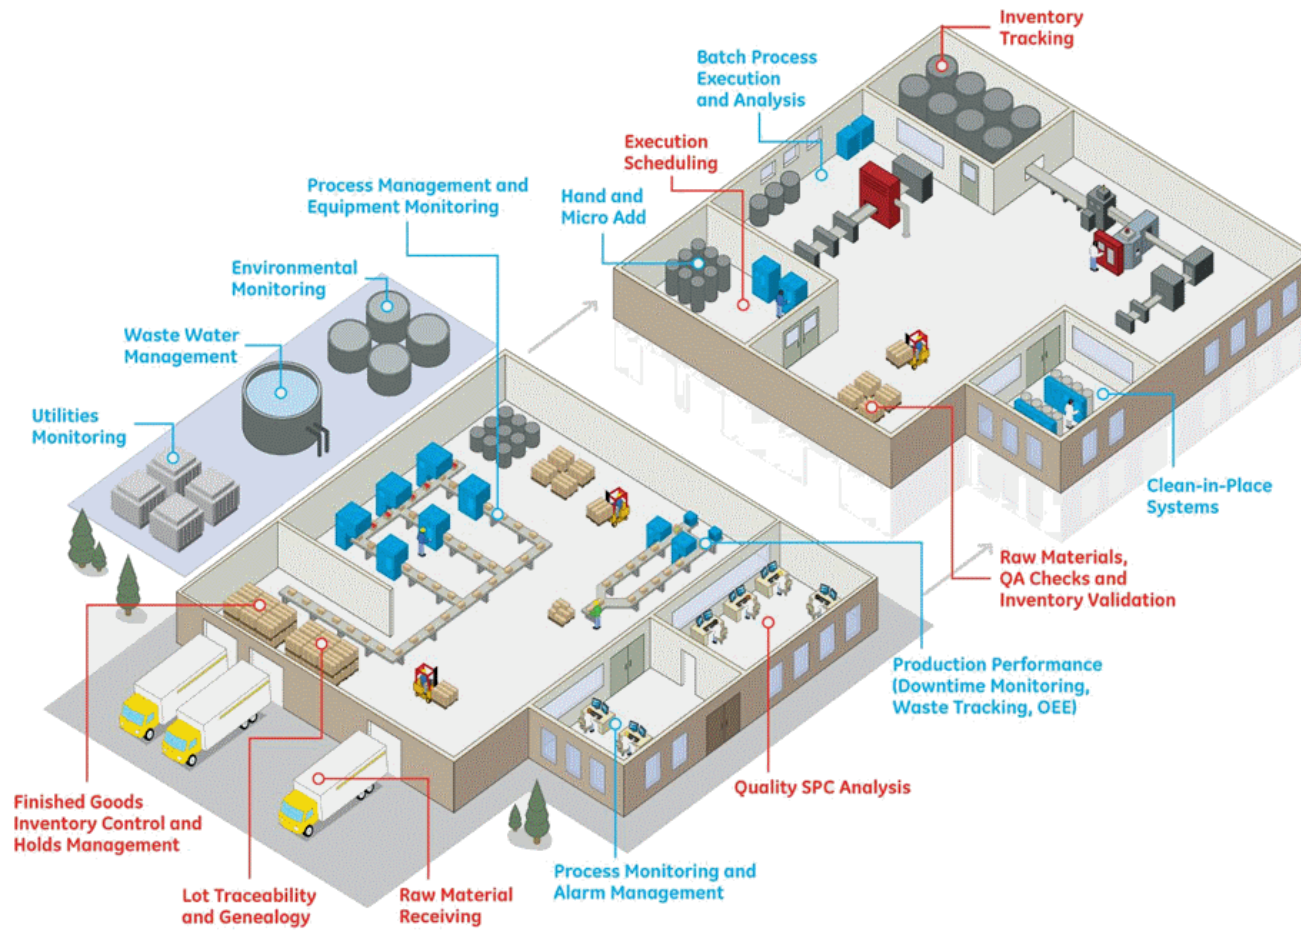 Inventory
Tracking
Batch Process
Execution
and Analysis
Execution
Scheduling
Process Management and
Equipment Monitoring
Hand and
Micro Add
Environmental
Monitoring
Waste Water
Management
Utilities
Monitoring
Clean-in-Place
Systems
Raw Materials,
QA Checks and
Inventory Validation
Production Performance
(Downtime Monitoring,
Waste Tracking, OEE)
Quality SPC Analysis
Finished Goods
Inventory Control and
Holds Management
Process Monitoring and
Alarm Management
Lot Traceability
and Genealogy
Raw Material
Receiving